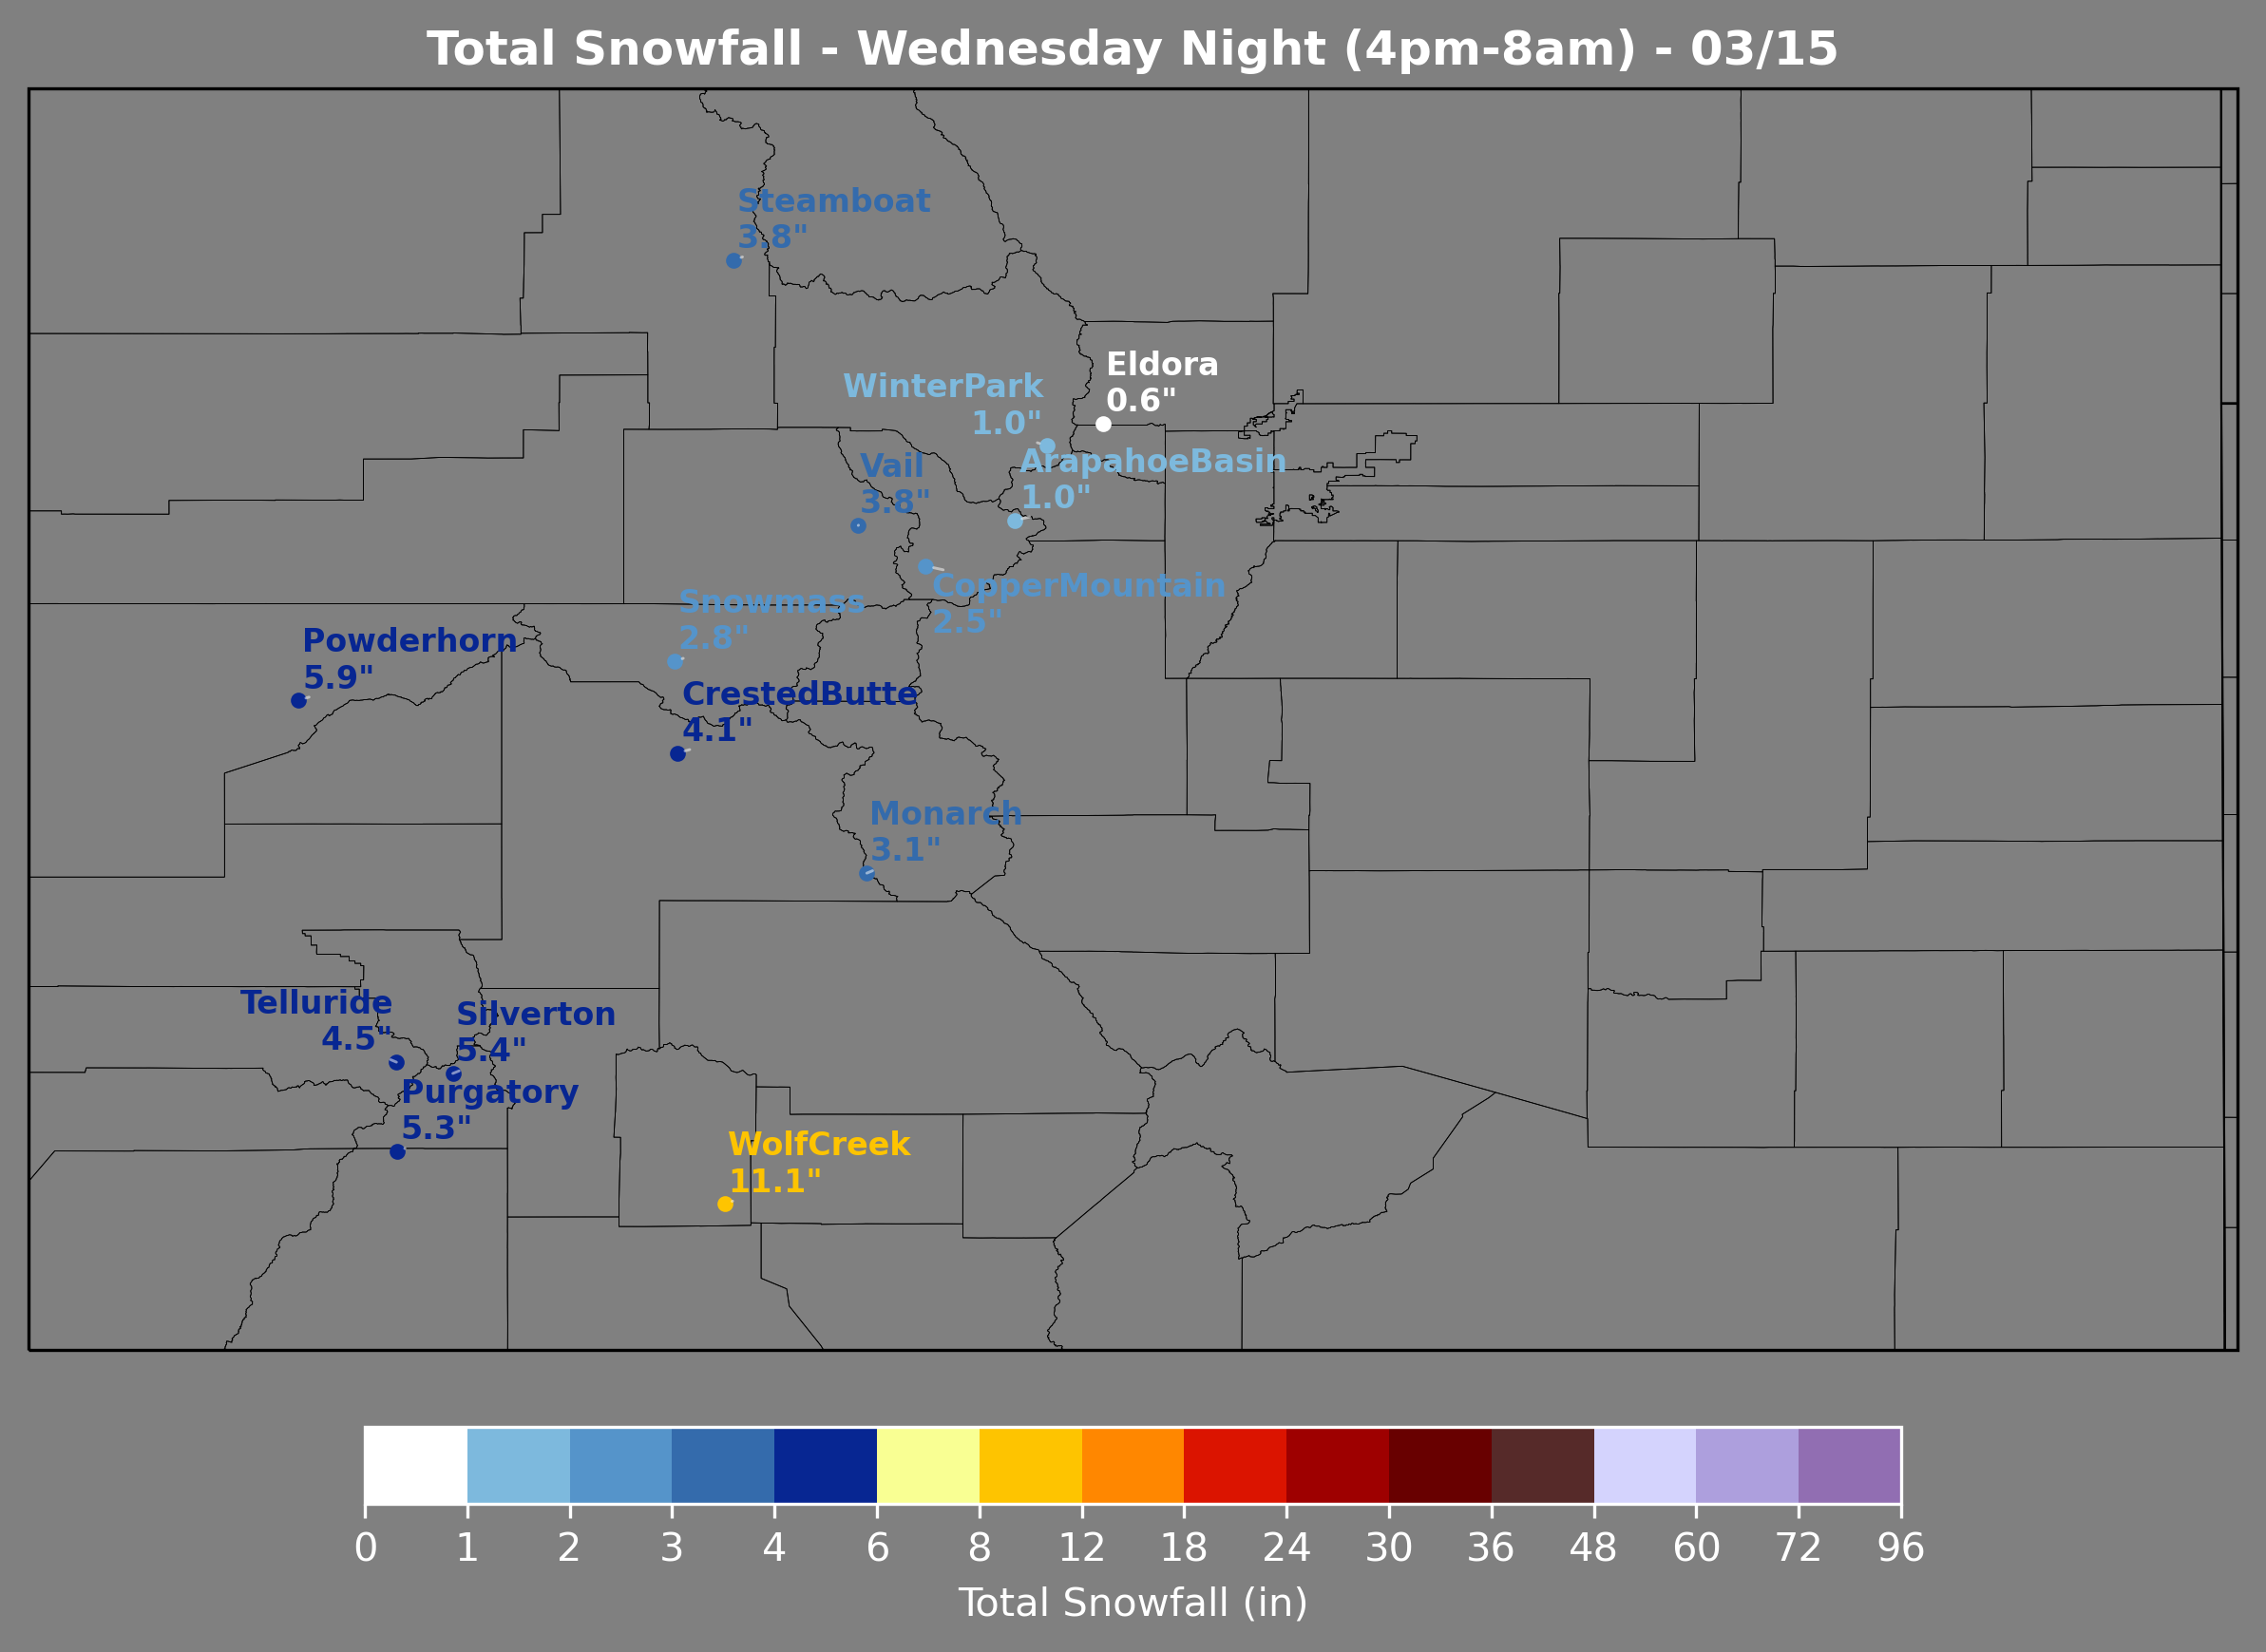 Total Snowfall - Wednesday Night (4pm-8am) - 03/15
Steamboat
3.8"
Eldora
0.6"
WinterPark
1.0"
ArapahoeBasin
1.0"
Vail
3.8"
CopperMountain
2.5"
Snowmass
2.8"
Powderhorn
5.9"
CrestedButte
4.1"
Monarch
3.1"
Telluride
4.5"
Silverton
5.4"
Purgatory
5.3"
WolfCreek
11.1"
0 1 2 3 4 6 8 12 18 24 30 36 48 60 72 96
Total Snowfall (in)